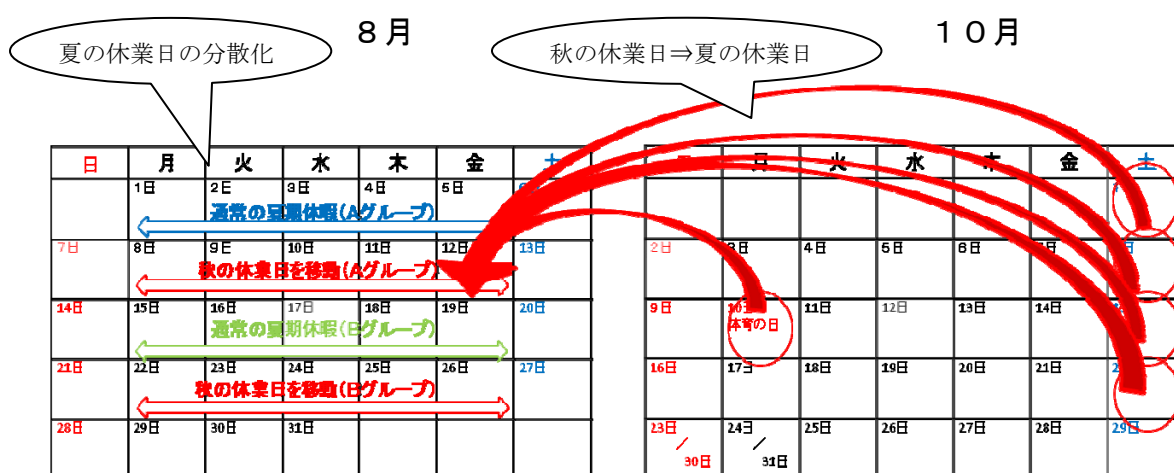 8月
10月
夏の休業日の分散化
秋の休業日⇒夏の休業日
日 月 火 水 木 金 土
1日 2日 3日 4日 5日
通常の夏期休暇(Aグループ)
7日 8日 9日 10日 11日 12日 13日
秋の休業日を移動(Aグループ)
14日 15日 16日 17日 18日 19日 20日
通常の夏期休暇(Bグループ)
21日 22日 23日 24日 25日 26日 27日
秋の休業日を移動(Bグループ)
28日 29日 30日 31日
火 水 木 金 土
2日 3日 4日 5日 6日
9日 10日 11日 12日 13日 14日
体育の日
16日 17日 18日 19日 20日 21日
23日 24日 25日 26日 27日 28日 29日
/ 30日 / 31日